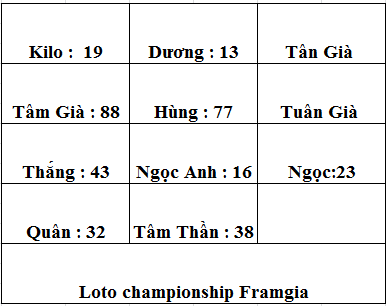 Kilo :  19
Dương : 13
Tân Già
Tâm Già : 88
Hùng : 77
Tuân Già
Thắng : 43
Ngọc Anh : 16
Ngọc:23
Quân : 32
Tâm Thần : 38
Loto championship Framgia